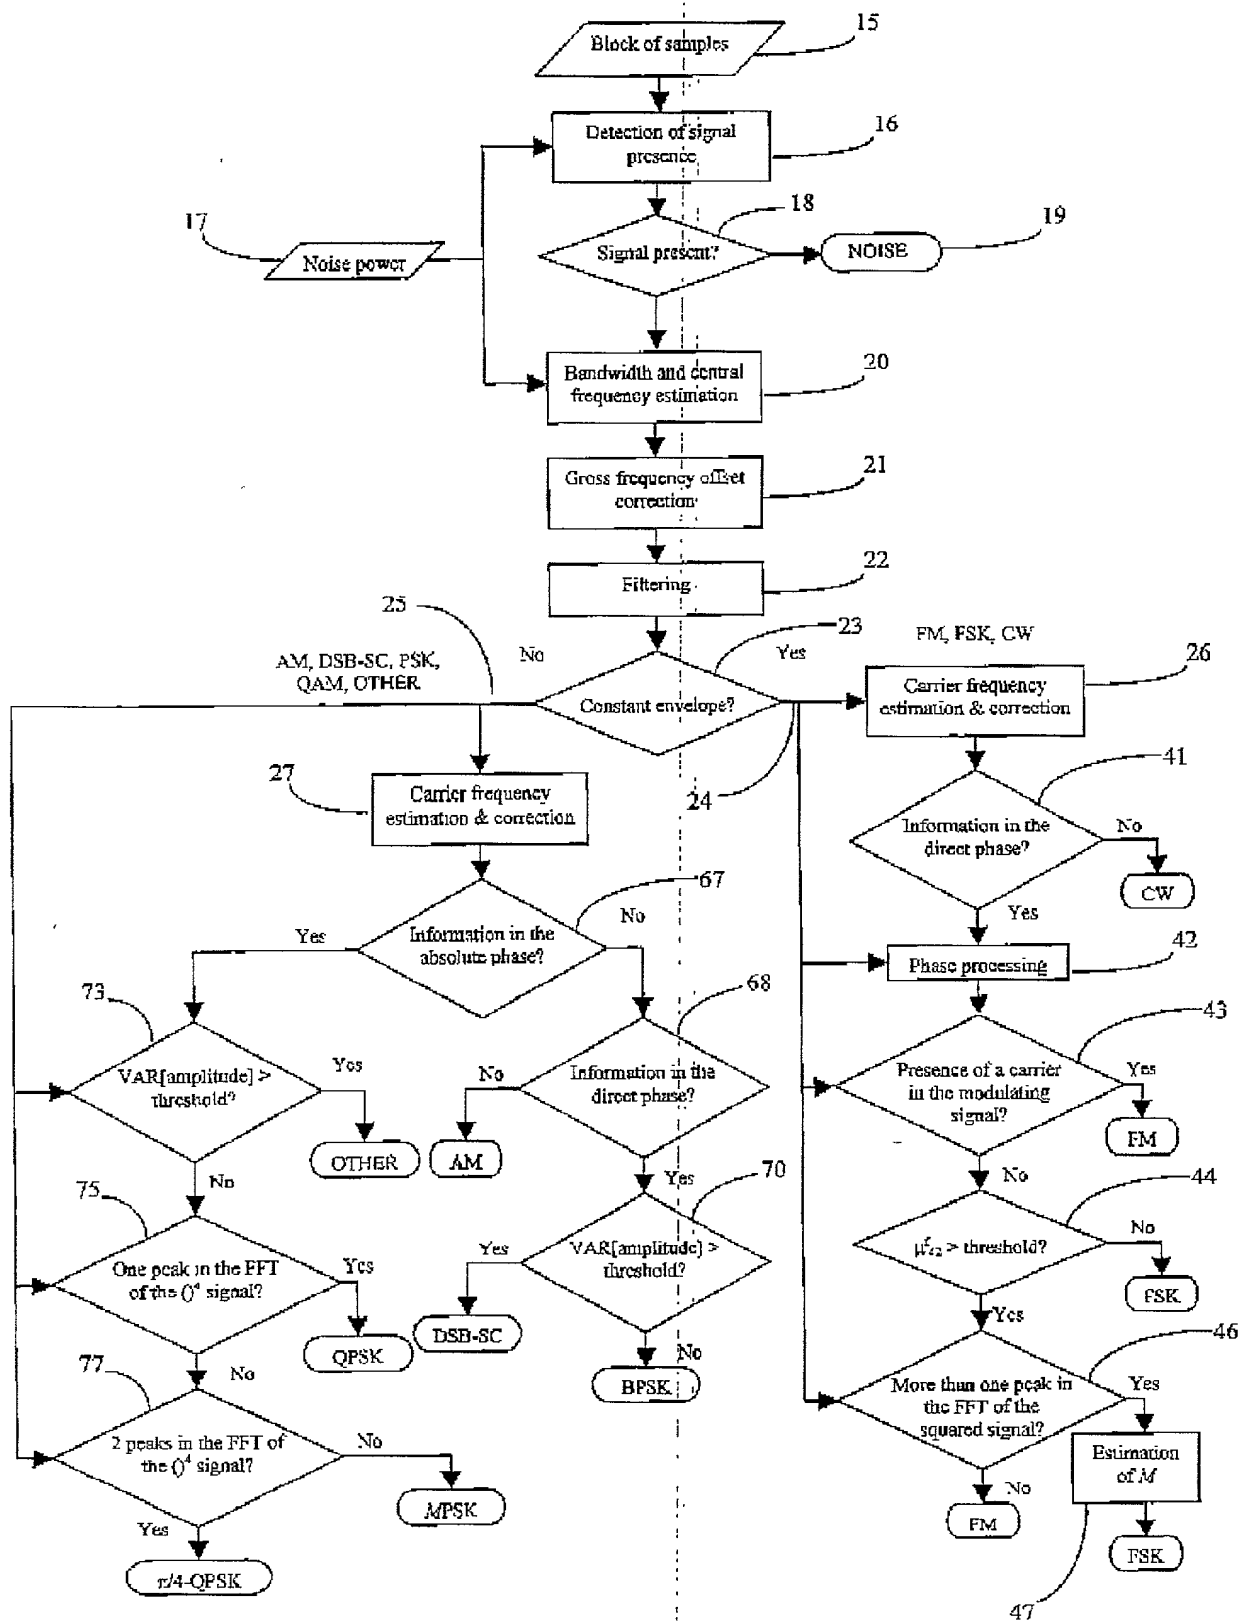 15
Block of samples
Detection of signal
presence
16
17
Noise power
18
Signal present?
19
NOISE
20
Bandwidth and central
frequency estimation
21
Gross frequency offset
correction
22
Filtering
25
23
AM, DSB-SC, PSK,
QAM, OTHER
No
Yes
Constant envelope?
24
FM, FSK, CW
26
Carrier frequency
estimation & correction
27
Carrier frequency
estimation & correction
41
Information in the
direct phase?
No
CW
Yes
42
Phase processing
67
Information in the
absolute phase?
Yes
No
73
VAR[amplitude] >
threshold?
Yes
OTHER
No
68
Information in the
direct phase?
No
AM
Yes
43
Presence of a carrier
in the modulating
signal?
Yes
FM
No
75
One peak in the FFT
of the ()⁴ signal?
Yes
QPSK
No
70
VAR[amplitude] >
threshold?
Yes
DSB-SC
No
BPSK
44
> threshold?
No
FSK
Yes
77
2 peaks in the FFT of
the ()⁴ signal?
No
MPSK
Yes
π/4-QPSK
46
More than one peak in
the FFT of the
squared signal?
Yes
Estimation
of M
No
FM
FSK
47